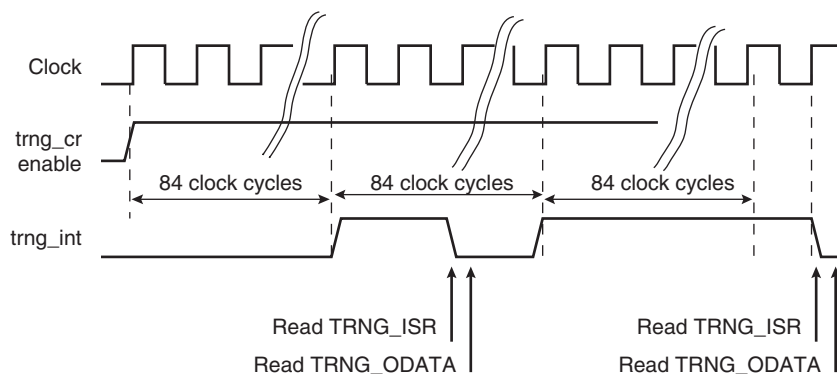 Clock
trng_cr
enable
84 clock cycles
84 clock cycles
84 clock cycles
trng_int
Read TRNG_ISR
Read TRNG_ISR
Read TRNG_ODATA
Read TRNG_ODATA